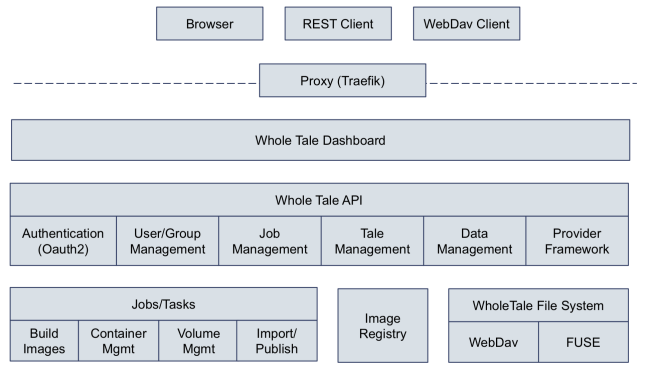 Browser
REST Client
WebDav Client
Proxy (Traefik)
Whole Tale Dashboard
Whole Tale API
Authentication
(Oauth2)
User/Group
Management
Job
Management
Tale
Management
Data
Management
Provider
Framework
Jobs/Tasks
Build
Images
Container
Mgmt
Volume
Mgmt
Import/
Publish
Image
Registry
WholeTale File System
WebDav
FUSE